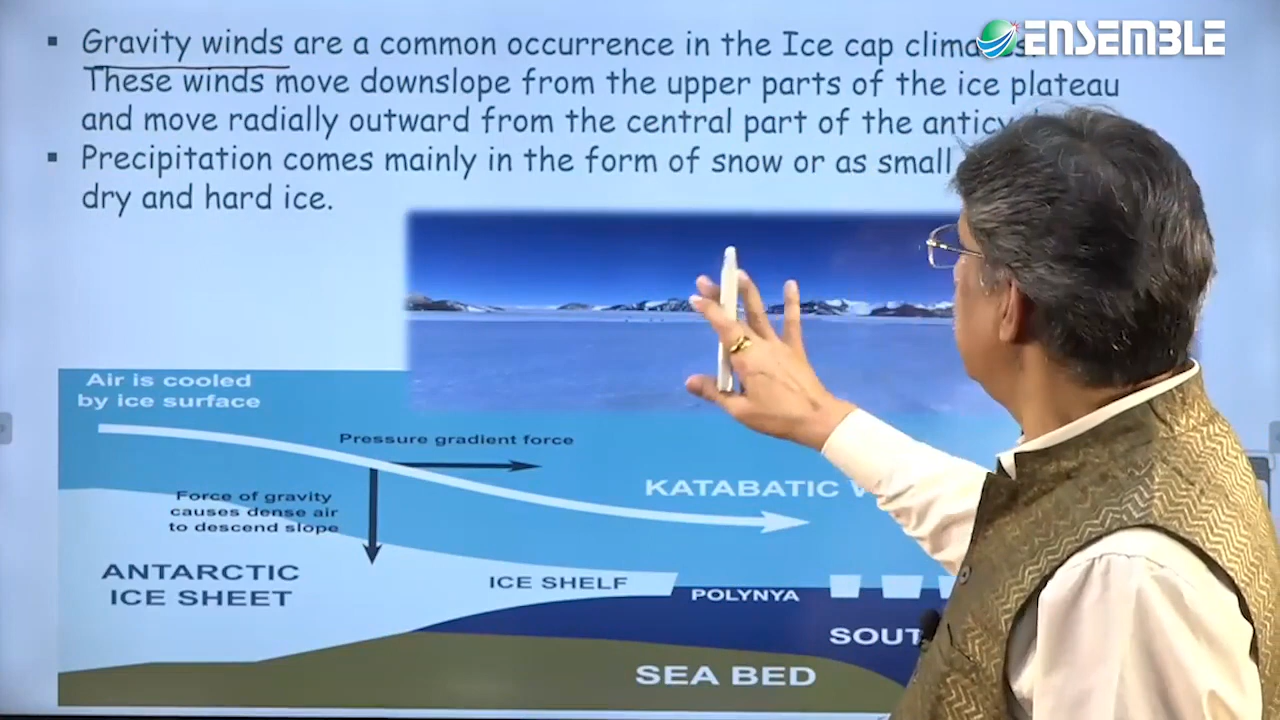 ENSEMBLE
Gravity winds are a common occurrence in the Ice cap
These winds move downslope from the upper parts of the ice plateau
and move radially outward from the central part of the
Precipitation comes mainly in the form of snow or as small
dry and hard ice.
Air is cooled
by ice surface
Pressure gradient force
KATABATIC
Force of gravity
causes dense air
to descend slope
ANTARCTIC
ICE SHEET
ICE SHELF
POLYNYA
SEA BED